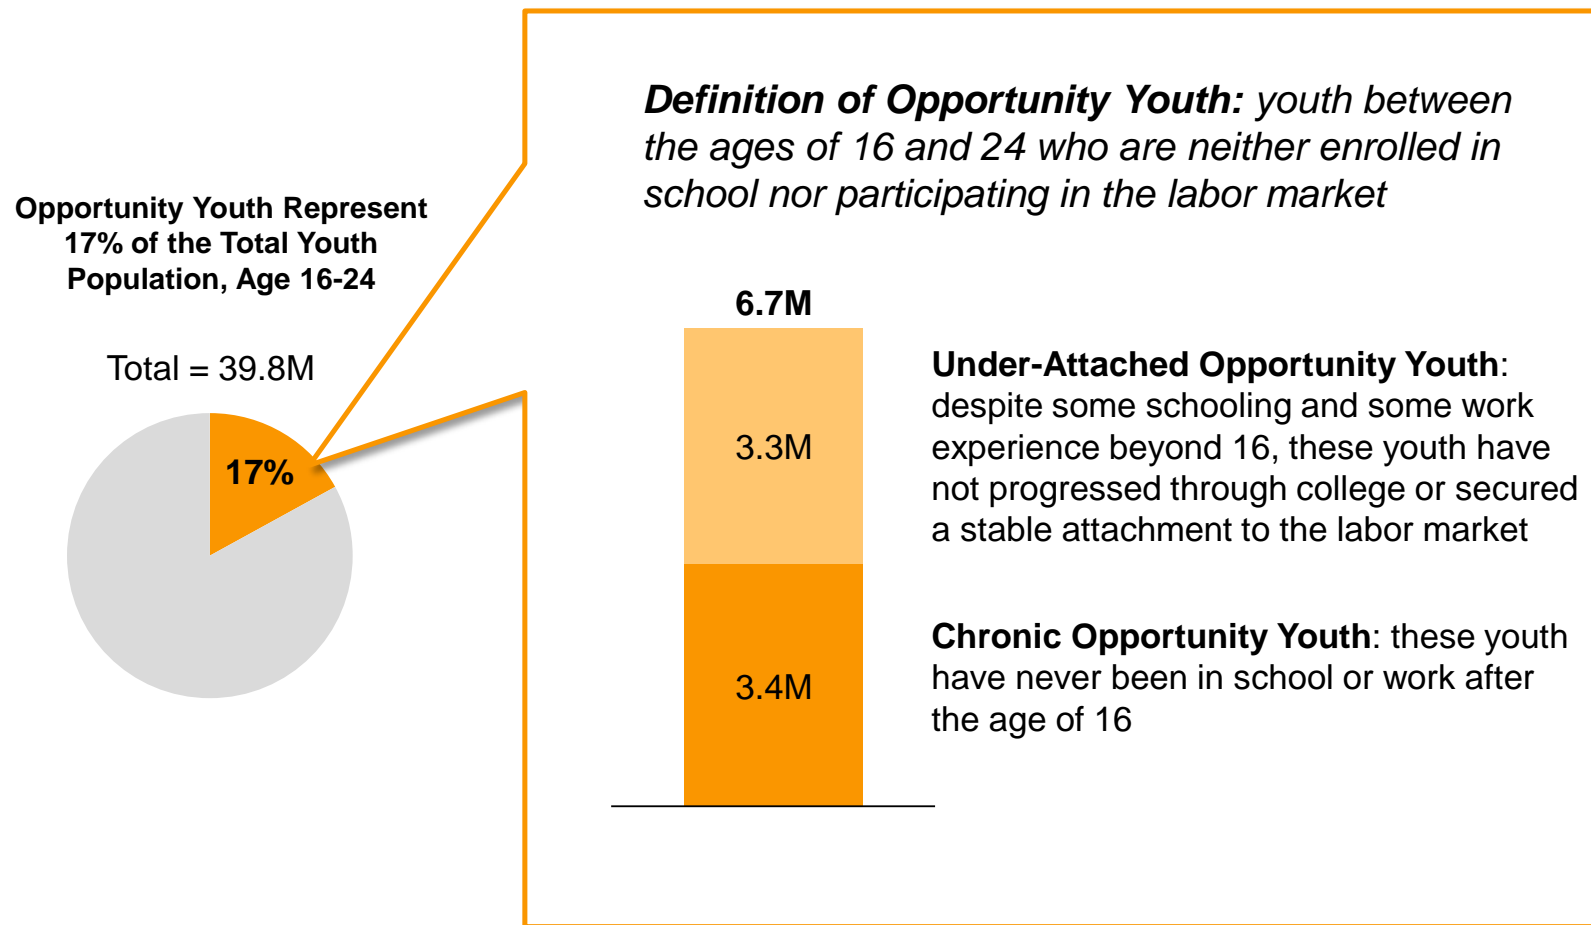 Opportunity Youth Represent
17% of the Total Youth
Population, Age 16-24
Total = 39.8M
17%
Definition of Opportunity Youth: youth between
the ages of 16 and 24 who are neither enrolled in
school nor participating in the labor market
6.7M
3.3M
3.4M
Under-Attached Opportunity Youth:
despite some schooling and some work
experience beyond 16, these youth have
not progressed through college or secured
a stable attachment to the labor market
Chronic Opportunity Youth: these youth
have never been in school or work after
the age of 16